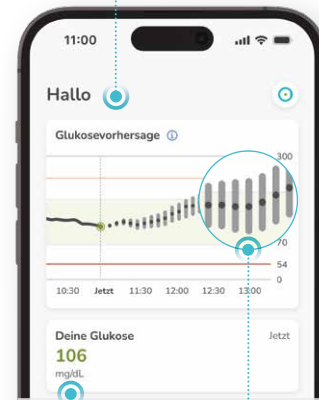 11:00
Hallo
Glukosevorhersage
300
70
54
0
10:30 Jetzt 11:30 12:00 12:30 13:00
Deine Glukose Jetzt
106
mg/dL